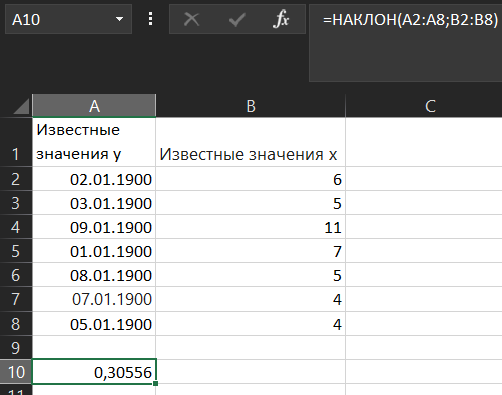 A10 fx =НАКЛОН(A2:A8;B2:B8)
A B C
Известные
1 значения y Известные значения x
2 02.01.1900 6
3 03.01.1900 5
4 09.01.1900 11
5 01.01.1900 7
6 08.01.1900 5
7 07.01.1900 4
8 05.01.1900 4
9
10 0,30556
11